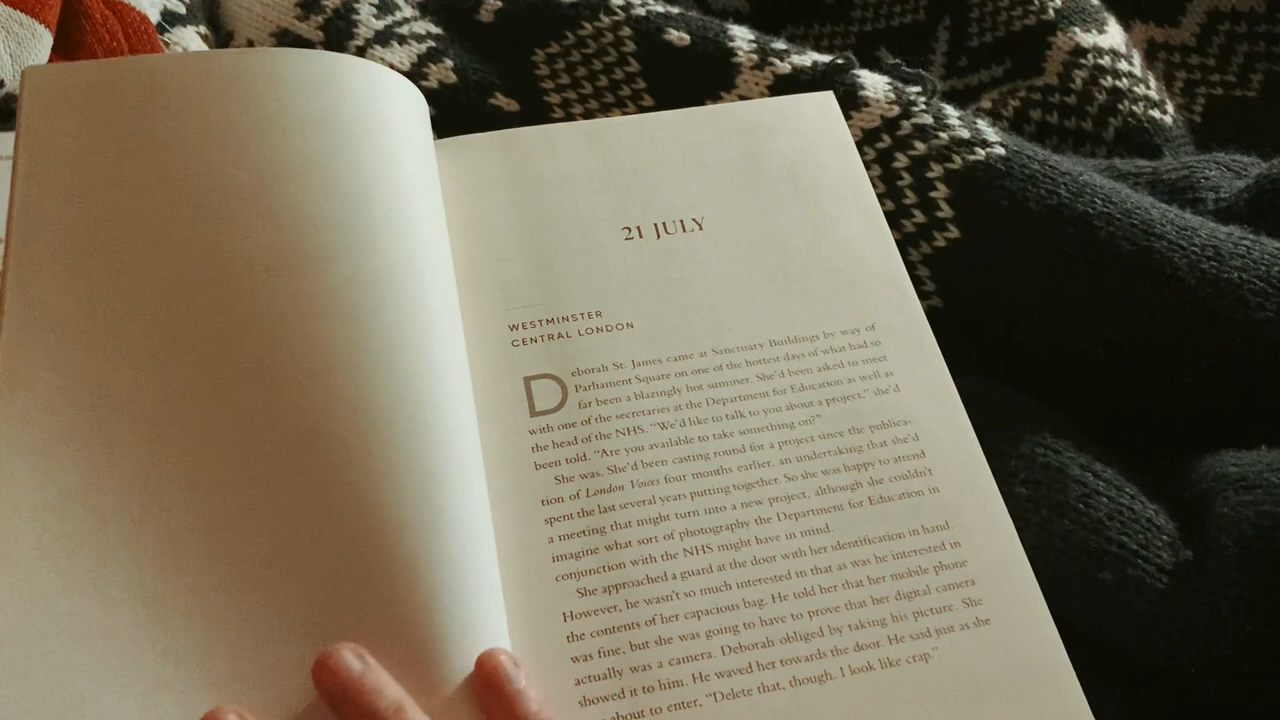 21 JULY
WESTMINSTER
CENTRAL LONDON
Deborah St. James came at Sanctuary Buildings by way of
Parliament Square on one of the hottest days of what had so
far been a blazingly hot summer. She'd been asked to meet
with one of the secretaries at the Department for Education as well as
the head of the NHS. “We'd like to talk to you about a project,” she'd
been told. “Are you available to take something on?”
She was. She'd been casting round for a project since the publica-
tion of London Voices four months earlier, an undertaking that she'd
spent the last several years putting together. So she was happy to attend
a meeting that might turn into a new project, although she couldn't
imagine what sort of photography the Department for Education in
conjunction with the NHS might have in mind.
She approached a guard at the door with her identification in hand.
However, he wasn't so much interested in that as was he interested in
the contents of her capacious bag. He told her that her mobile phone
was fine, but she was going to have to prove that her digital camera
actually was a camera. Deborah obliged by taking his picture. She
showed it to him. He waved her towards the door. He said just as she
about to enter, “Delete that, though. I look like crap.”